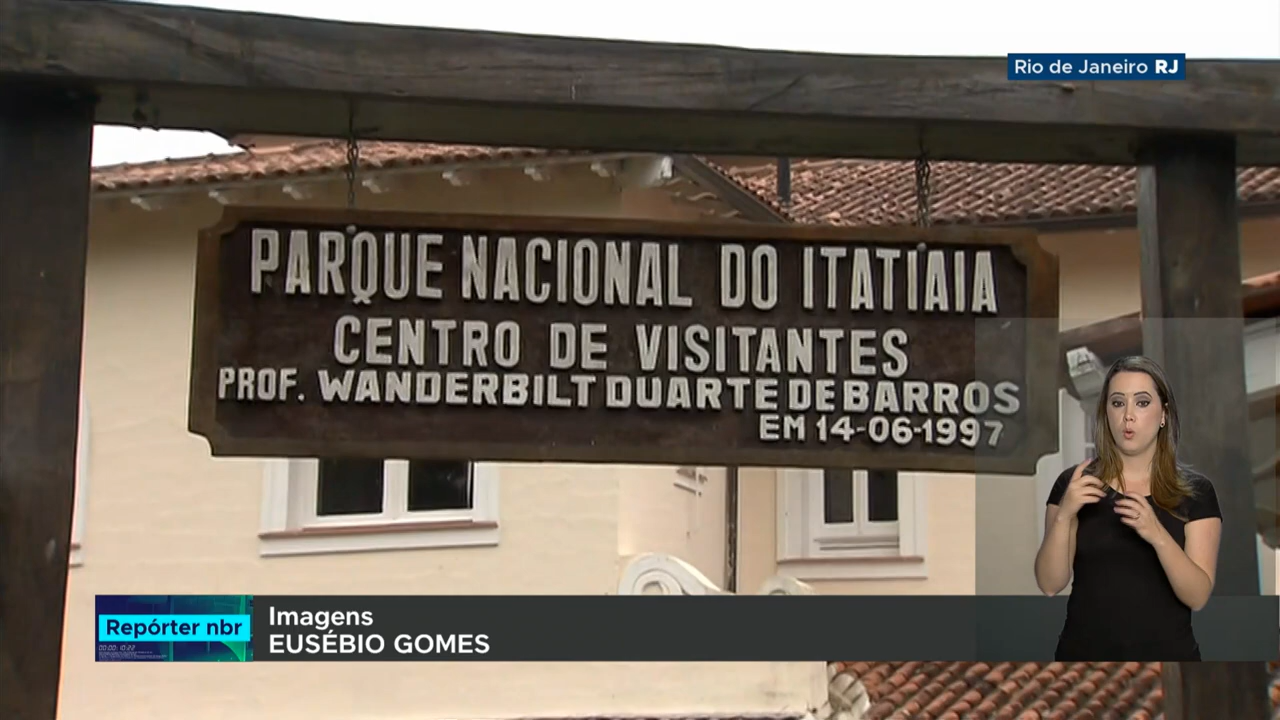 Rio de Janeiro RJ
PARQUE NACIONAL DO ITATIAIA
CENTRO DE VISITANTES
PROF. WANDERBILT DUARTE DE BARROS
EM 14-06-1997
Repórter nbr
Imagens
EUSÉBIO GOMES